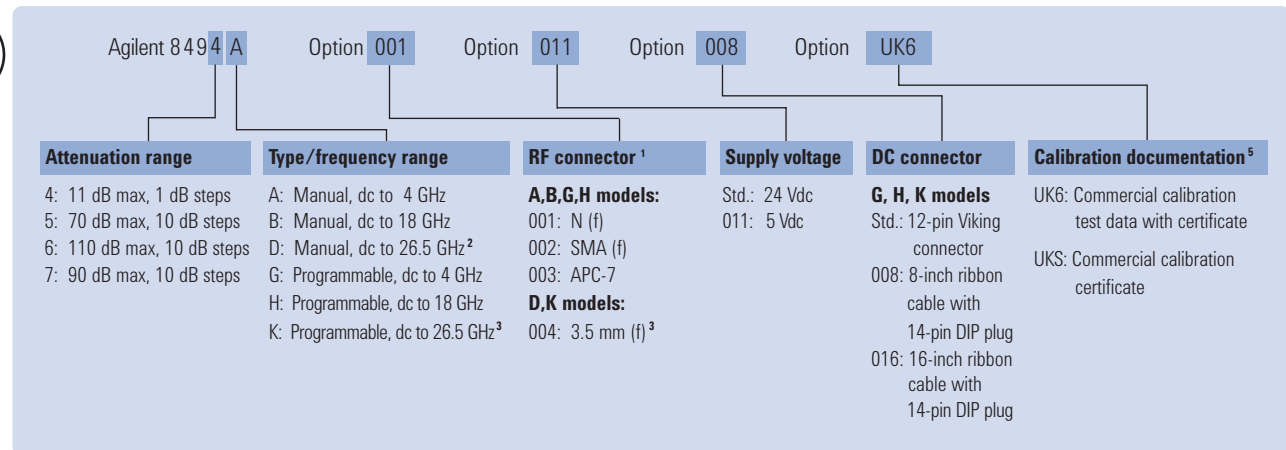 Agilent 8494A Option 001 Option 011 Option 008 Option UK6
Attenuation range
4: 11 dB max, 1 dB steps
5: 70 dB max, 10 dB steps
6: 110 dB max, 10 dB steps
7: 90 dB max, 10 dB steps
Type/frequency range
A: Manual, dc to 4 GHz
B: Manual, dc to 18 GHz
D: Manual, dc to 26.5 GHz 2
G: Programmable, dc to 4 GHz
H: Programmable, dc to 18 GHz
K: Programmable, dc to 26.5 GHz 3
RF connector 1
A,B,G,H models:
001: N (f)
002: SMA (f)
003: APC-7
D,K models:
004: 3.5 mm (f) 3
Supply voltage
Std.: 24 Vdc
011: 5 Vdc
DC connector
G, H, K models
Std.: 12-pin Viking
connector
008: 8-inch ribbon
cable with
14-pin DIP plug
016: 16-inch ribbon
cable with
14-pin DIP plug
Calibration documentation 5
UK6: Commercial calibration
test data with certificate
UKS: Commercial calibration
certificate